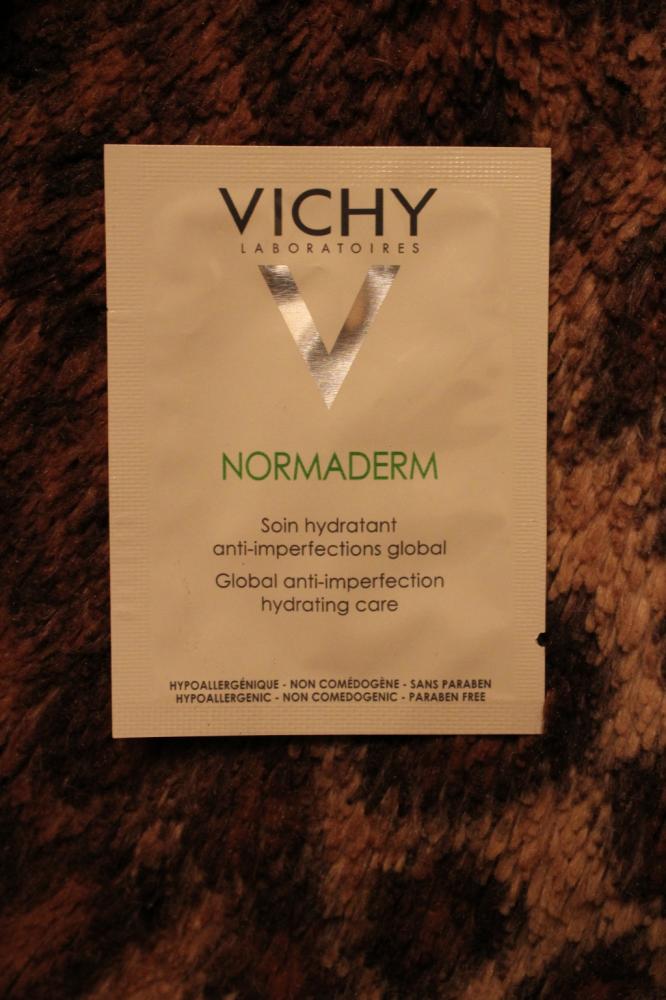 VICHY
LABORATOIRES
NORMADERM
Soin hydratant
anti-imperfections global
Global anti-imperfection
hydrating care
HYPOALLERGÉNIQUE - NON COMÉDOGÈNE - SANS PARABEN
HYPOALLERGENIC - NON COMEDOGENIC - PARABEN FREE